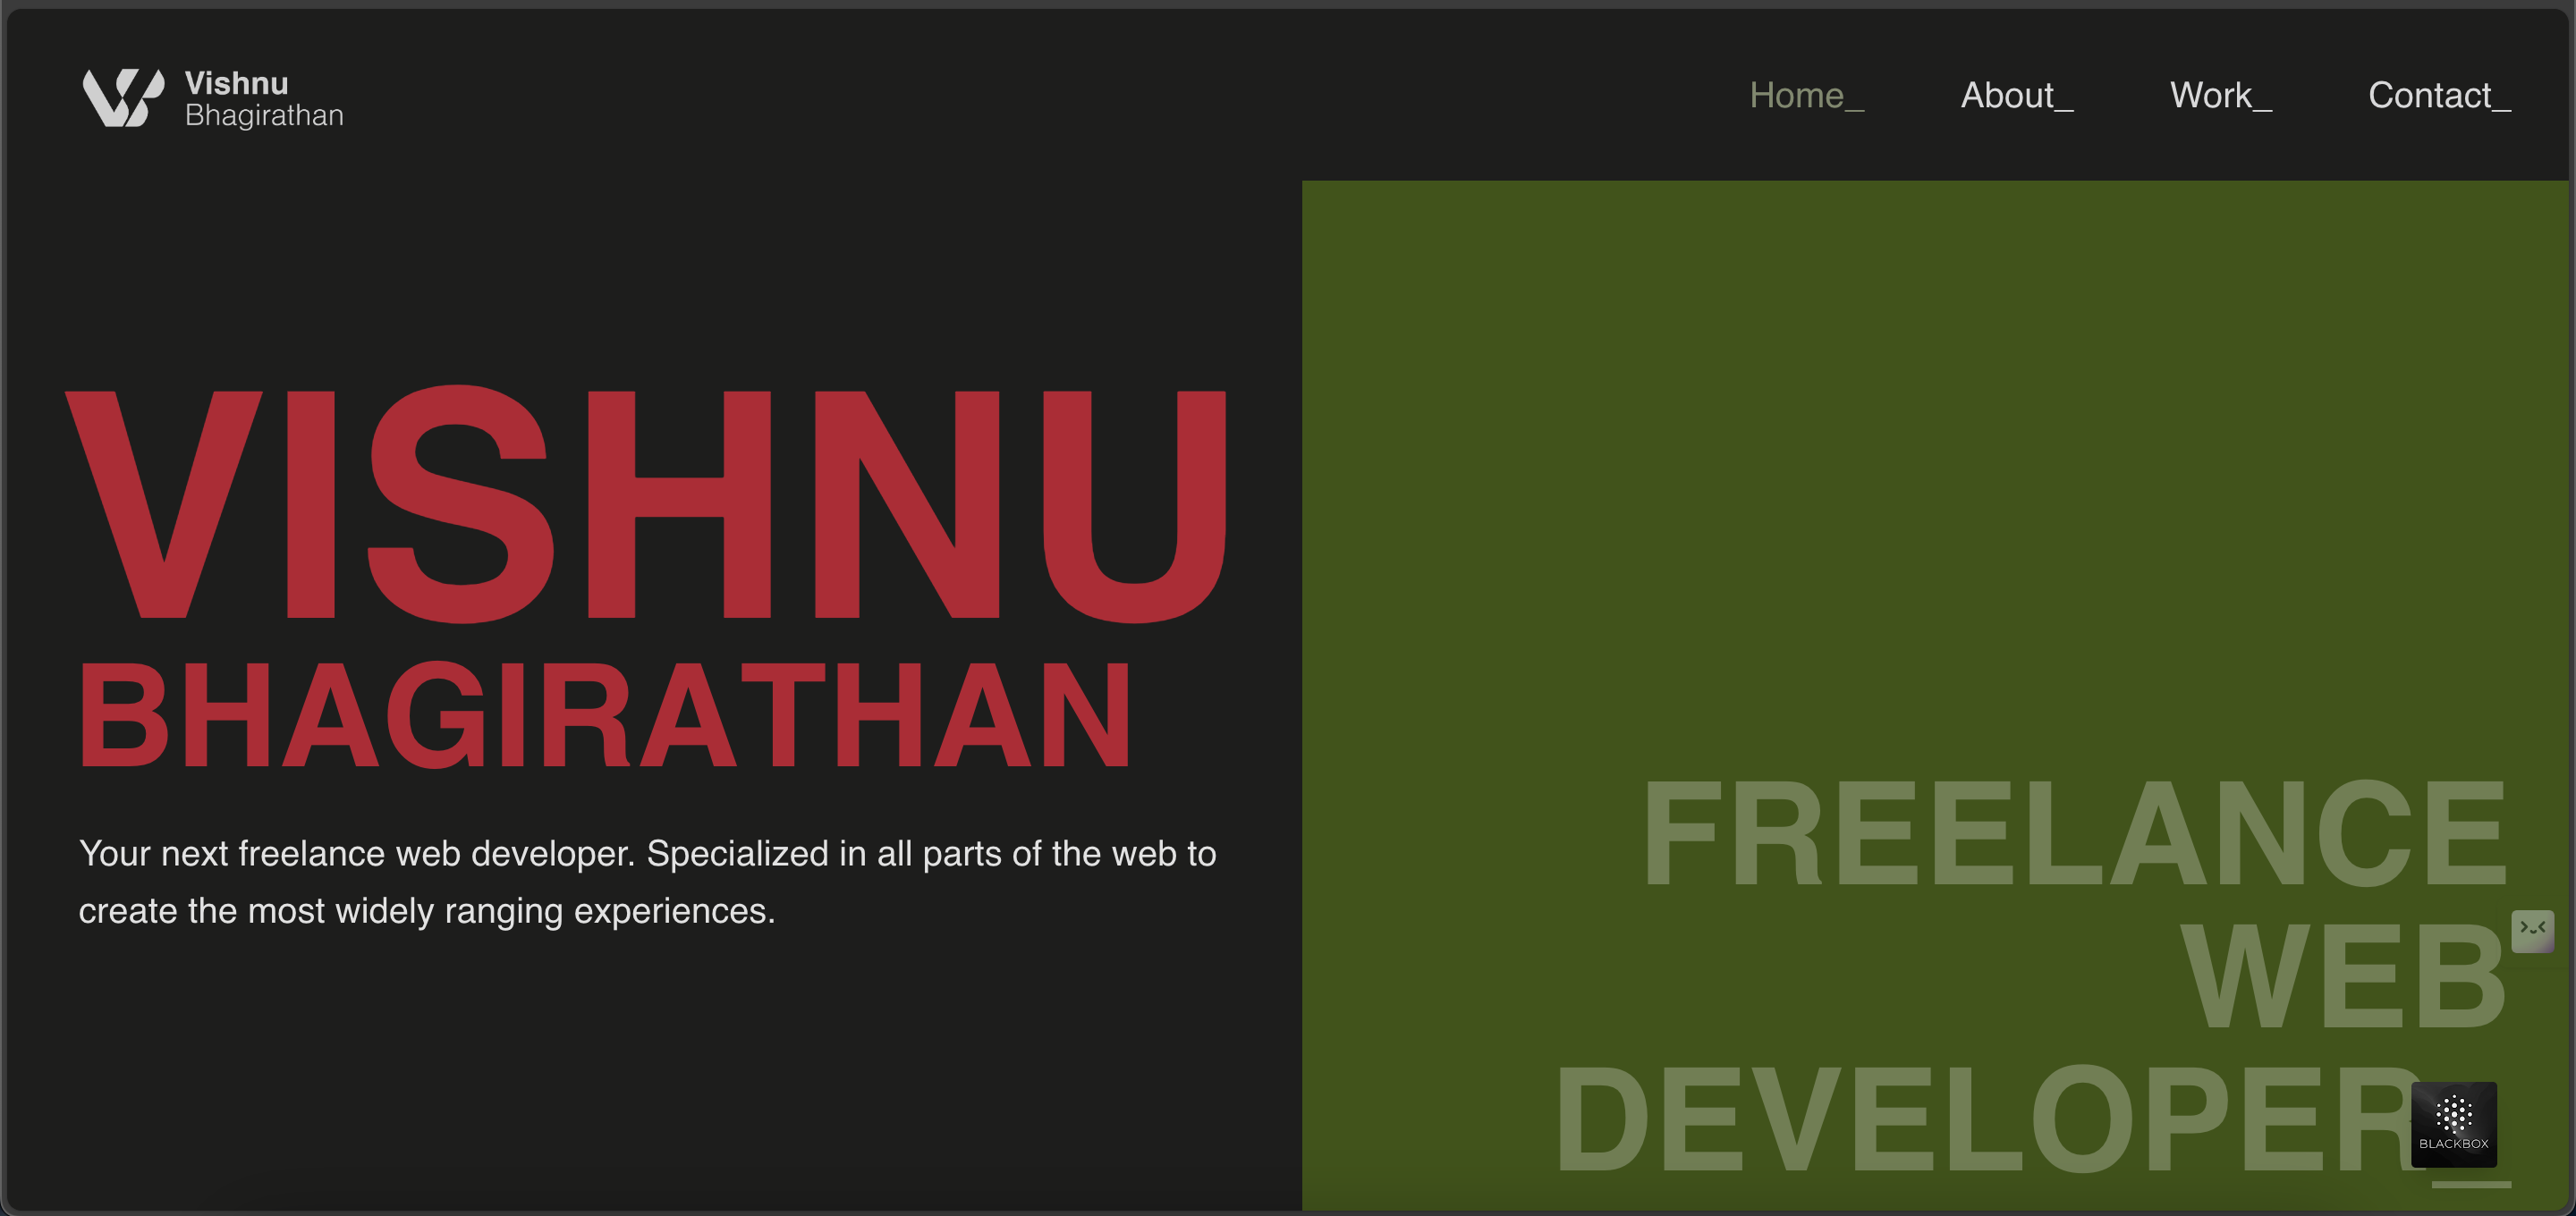 Vishnu
Bhagirathan
Home_
About_
Work_
Contact_
VISHNU
BHAGIRATHAN
Your next freelance web developer. Specialized in all parts of the web to
create the most widely ranging experiences.
FREELANCE
WEB
DEVELOPER_
BLACKBOX